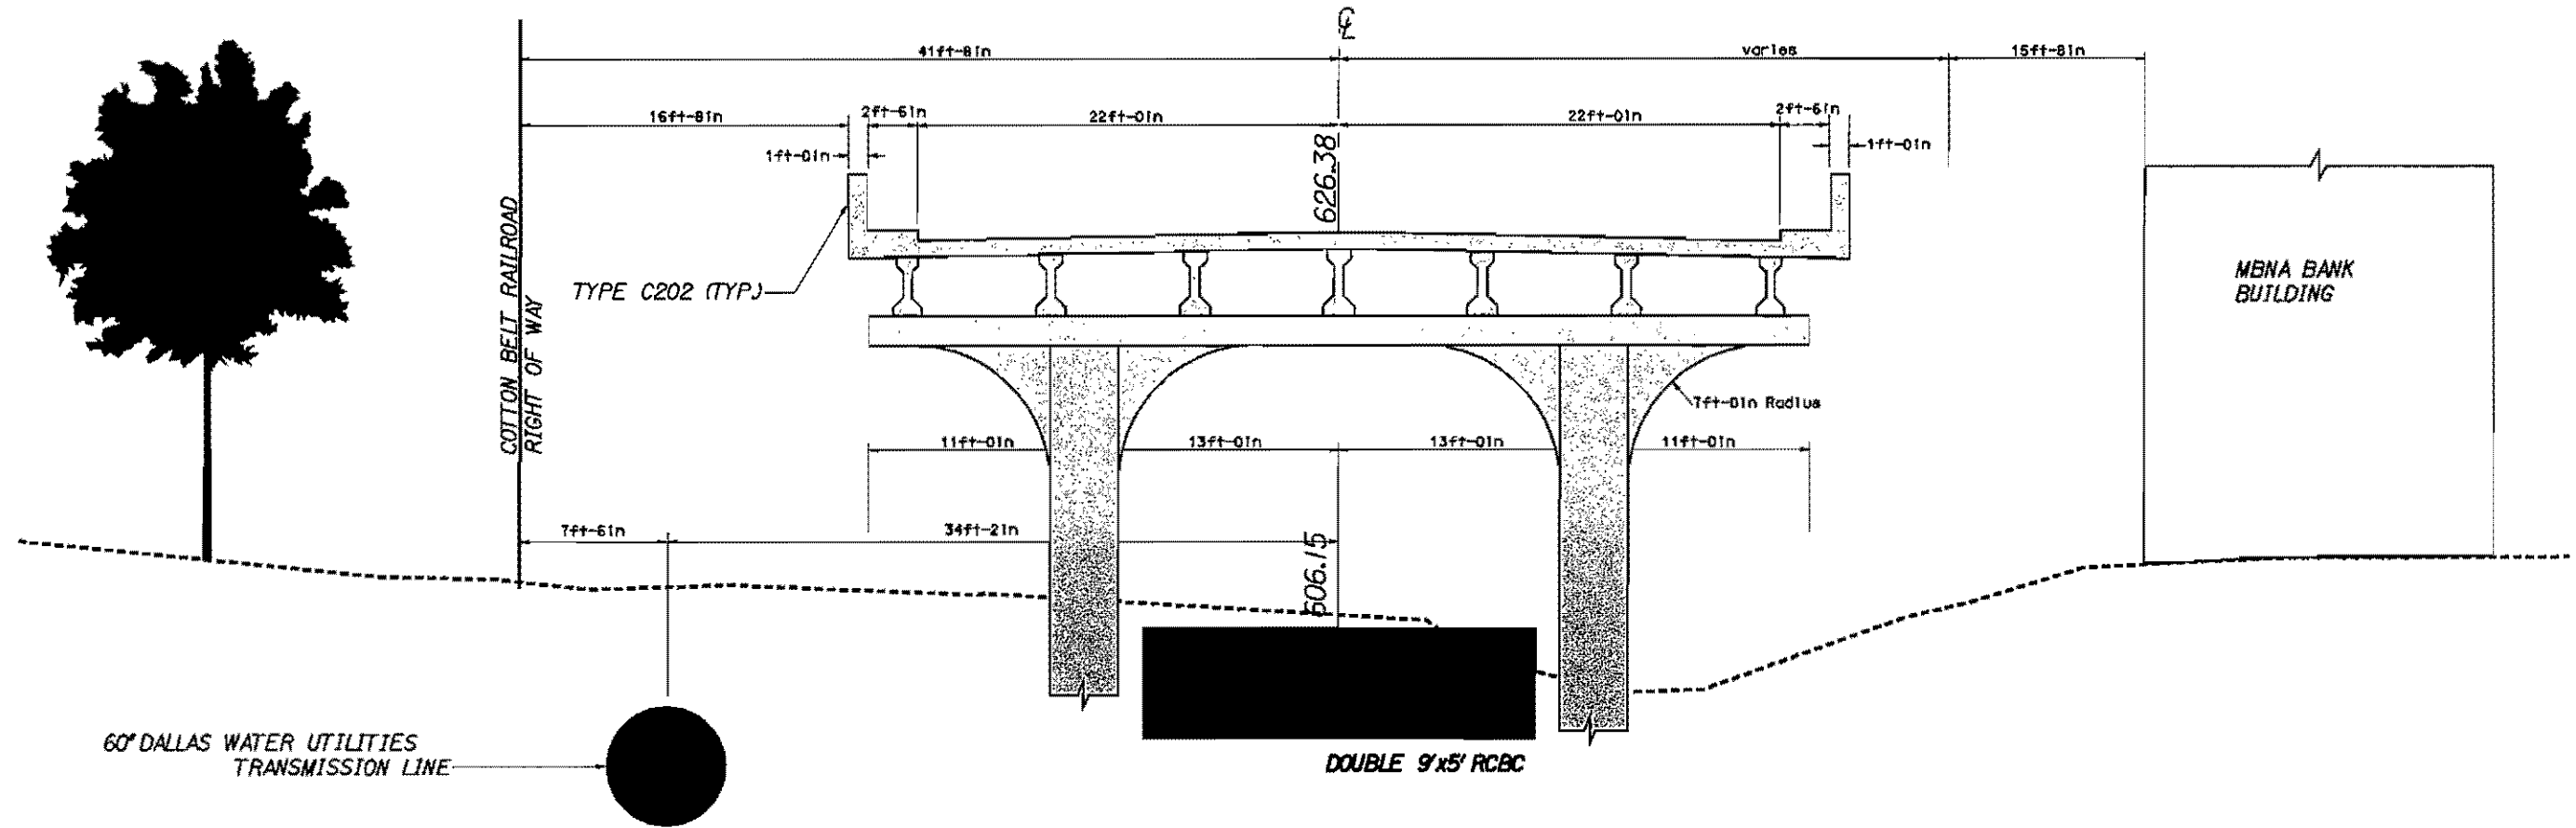 ℄
41ft-8in
varies
15ft-8in
16ft-8in
2ft-6in
22ft-0in
22ft-0in
2ft-6in
1ft-0in
1ft-0in
626.38
COTTON BELT RAILROAD
RIGHT OF WAY
TYPE C202 (TYP.)
MBNA BANK
BUILDING
7ft-0in Radius
11ft-0in
13ft-0in
13ft-0in
11ft-0in
7ft-6in
34ft-2in
606.15
60" DALLAS WATER UTILITIES
TRANSMISSION LINE
DOUBLE 9'x5' RCBC